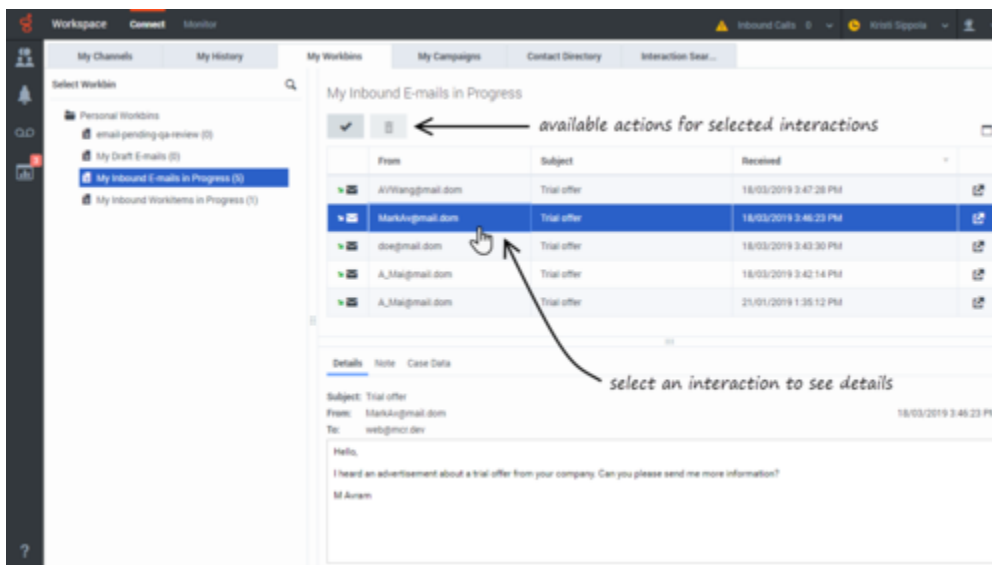 Workspace Connect Monitor Inbound Calls 0 Kristi Sippola
My Channels My History My Workbins My Campaigns Contact Directory Interaction Sear...
Select Workbin
Personal Workbins
email-pending-qa-review (0)
My Draft E-mails (0)
My Inbound E-mails in Progress (5)
My Inbound Workitems in Progress (1)
My Inbound E-mails in Progress
available actions for selected interactions
From Subject Received
AVWang@mail.dom Trial offer 18/03/2019 3:47:28 PM
MarkAv@mail.dom Trial offer 18/03/2019 3:46:23 PM
doe@mail.dom Trial offer 18/03/2019 3:43:30 PM
A_Mai@mail.dom Trial offer 18/03/2019 3:42:14 PM
A_Mai@mail.dom Trial offer 21/01/2019 1:35:12 PM
Details Note Case Data
select an interaction to see details
Subject: Trial offer
From: MarkAv@mail.dom 18/03/2019 3:46:23 PM
To: web@mcr.dev
Hello,
I heard an advertisement about a trial offer from your company. Can you please send me more information?
M Avram
?